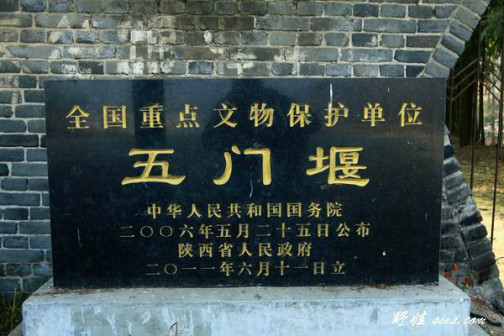 全国重点文物保护单位
五门堰
中华人民共和国国务院
二〇〇六年五月二十五日公布
陕西省人民政府
二〇一一年六月十一日立